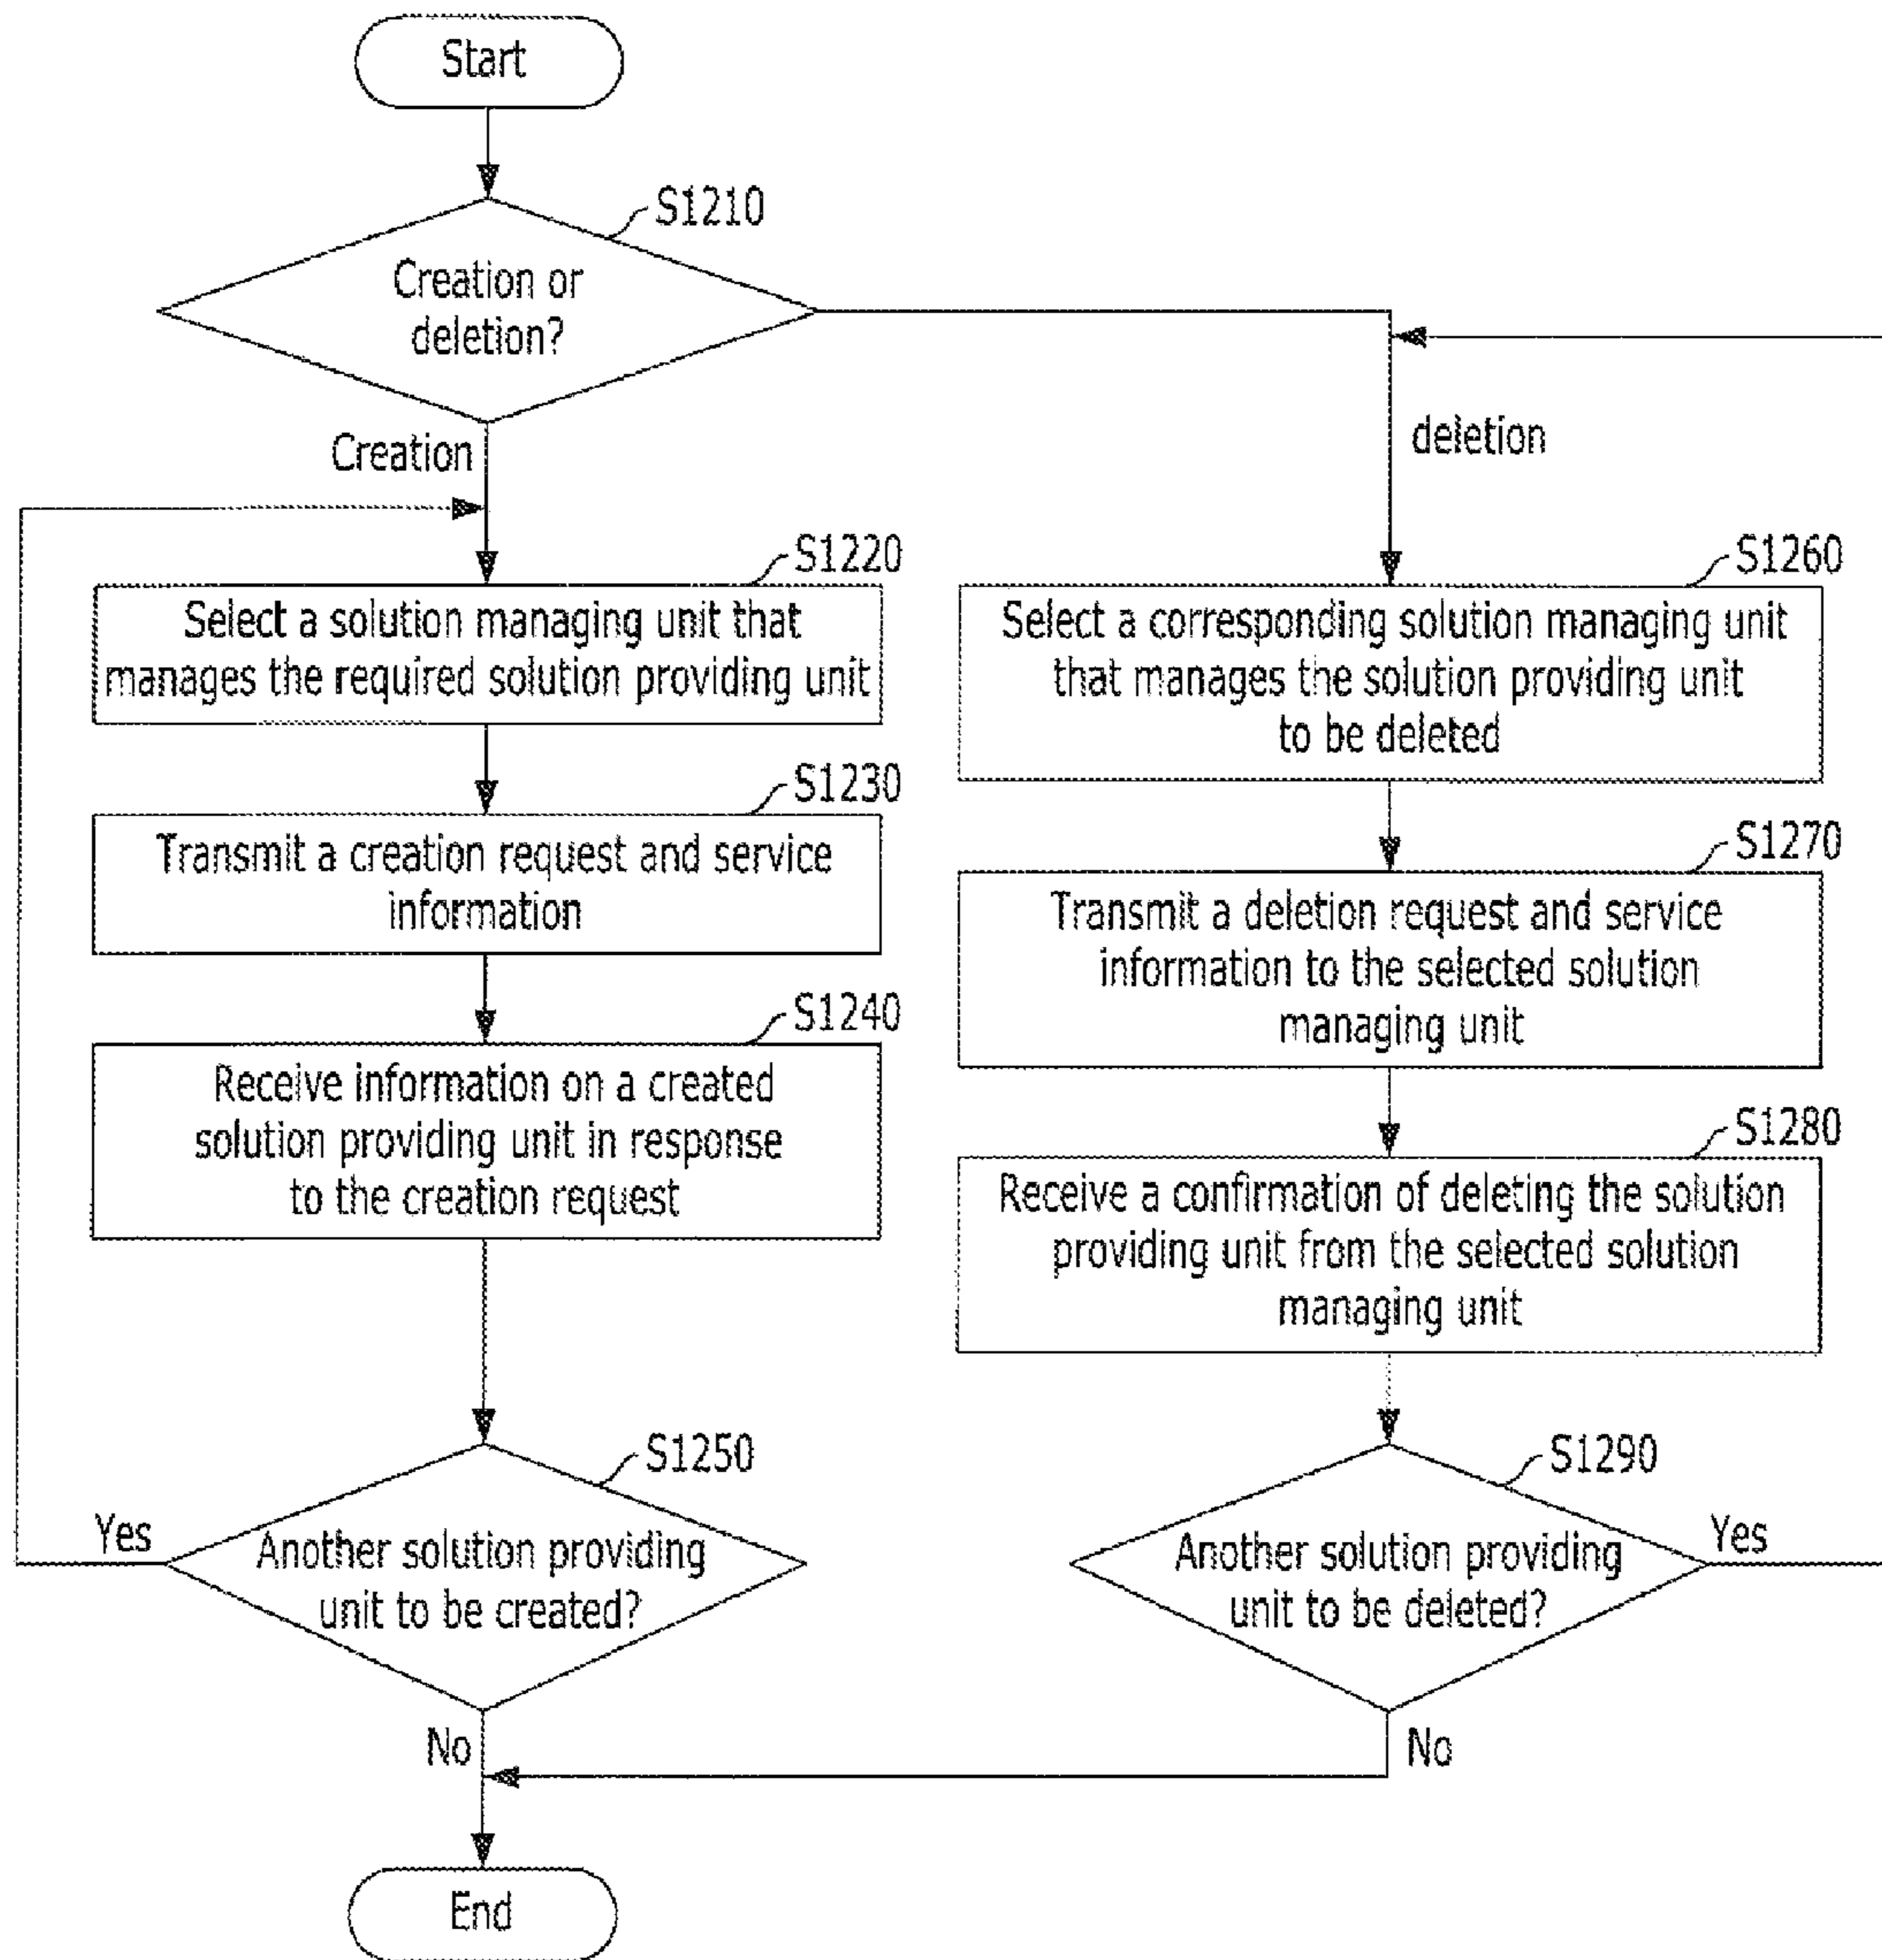 Start
S1210
Creation or
deletion?
Creation
deletion
S1220
Select a solution managing unit that
manages the required solution providing unit
S1230
Transmit a creation request and service
information
S1240
Receive information on a created
solution providing unit in response
to the creation request
S1250
Another solution providing
unit to be created?
Yes
No
S1260
Select a corresponding solution managing unit
that manages the solution providing unit
to be deleted
S1270
Transmit a deletion request and service
information to the selected solution
managing unit
S1280
Receive a confirmation of deleting the solution
providing unit from the selected solution
managing unit
S1290
Another solution providing
unit to be deleted?
Yes
No
End